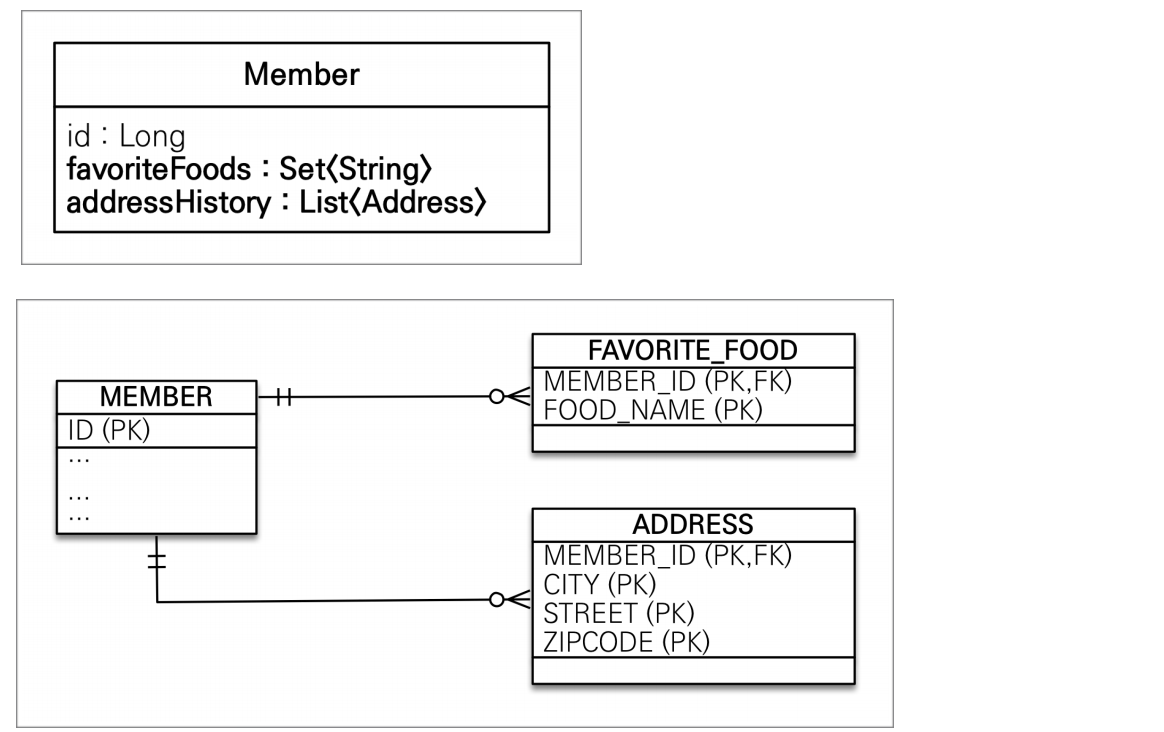 Member
id : Long
favoriteFoods : Set<String>
addressHistory : List<Address>
MEMBER
ID (PK)
...
...
...
FAVORITE_FOOD
MEMBER_ID (PK,FK)
FOOD_NAME (PK)
ADDRESS
MEMBER_ID (PK,FK)
CITY (PK)
STREET (PK)
ZIPCODE (PK)